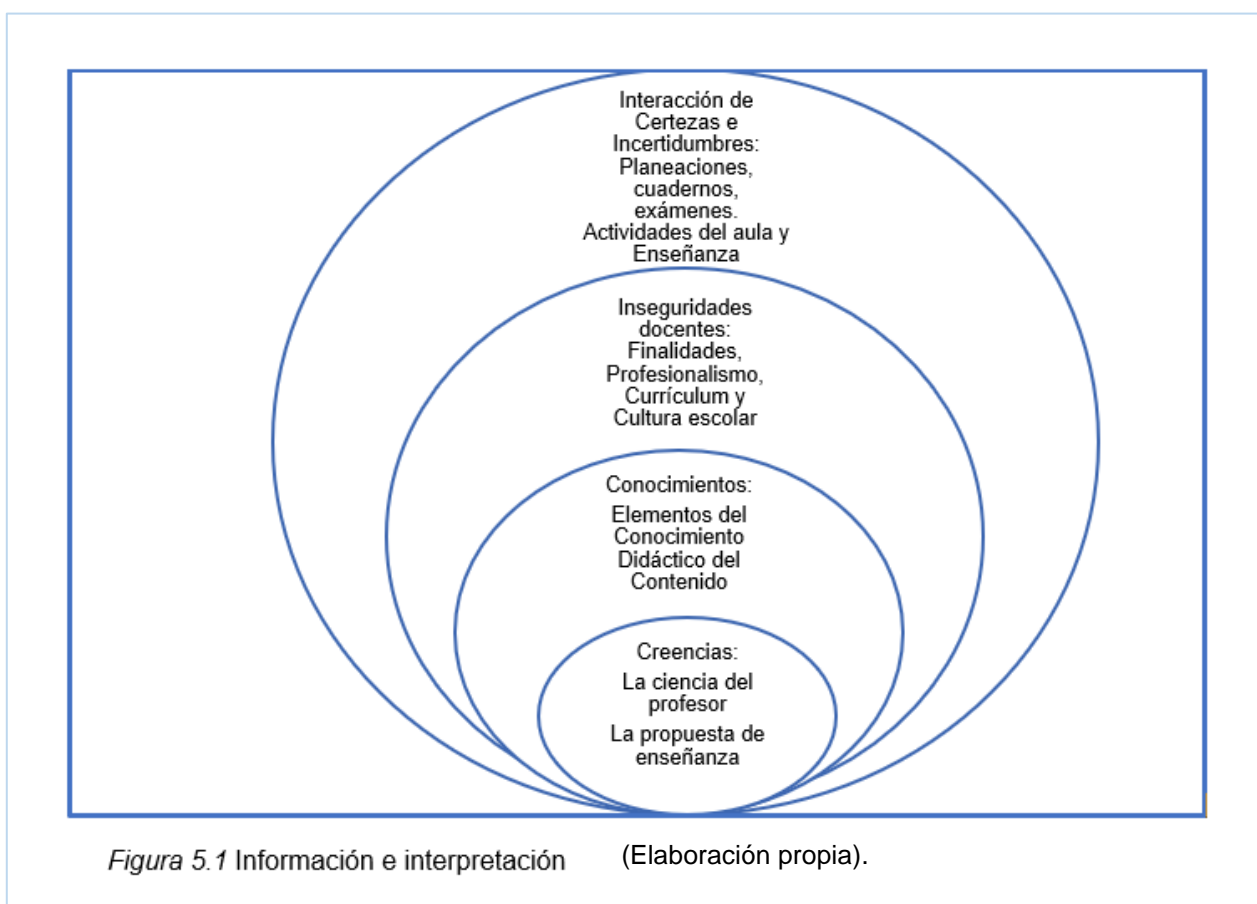 Interacción de
Certezas e
Incertidumbres:
Planeaciones,
cuadernos,
exámenes.
Actividades del aula y
Enseñanza
Inseguridades
docentes:
Finalidades,
Profesionalismo,
Currículum y
Cultura escolar
Conocimientos:
Elementos del
Conocimiento
Didáctico del
Contenido
Creencias:
La ciencia del
profesor
La propuesta de
enseñanza
Figura 5.1 Información e interpretación (Elaboración propia).